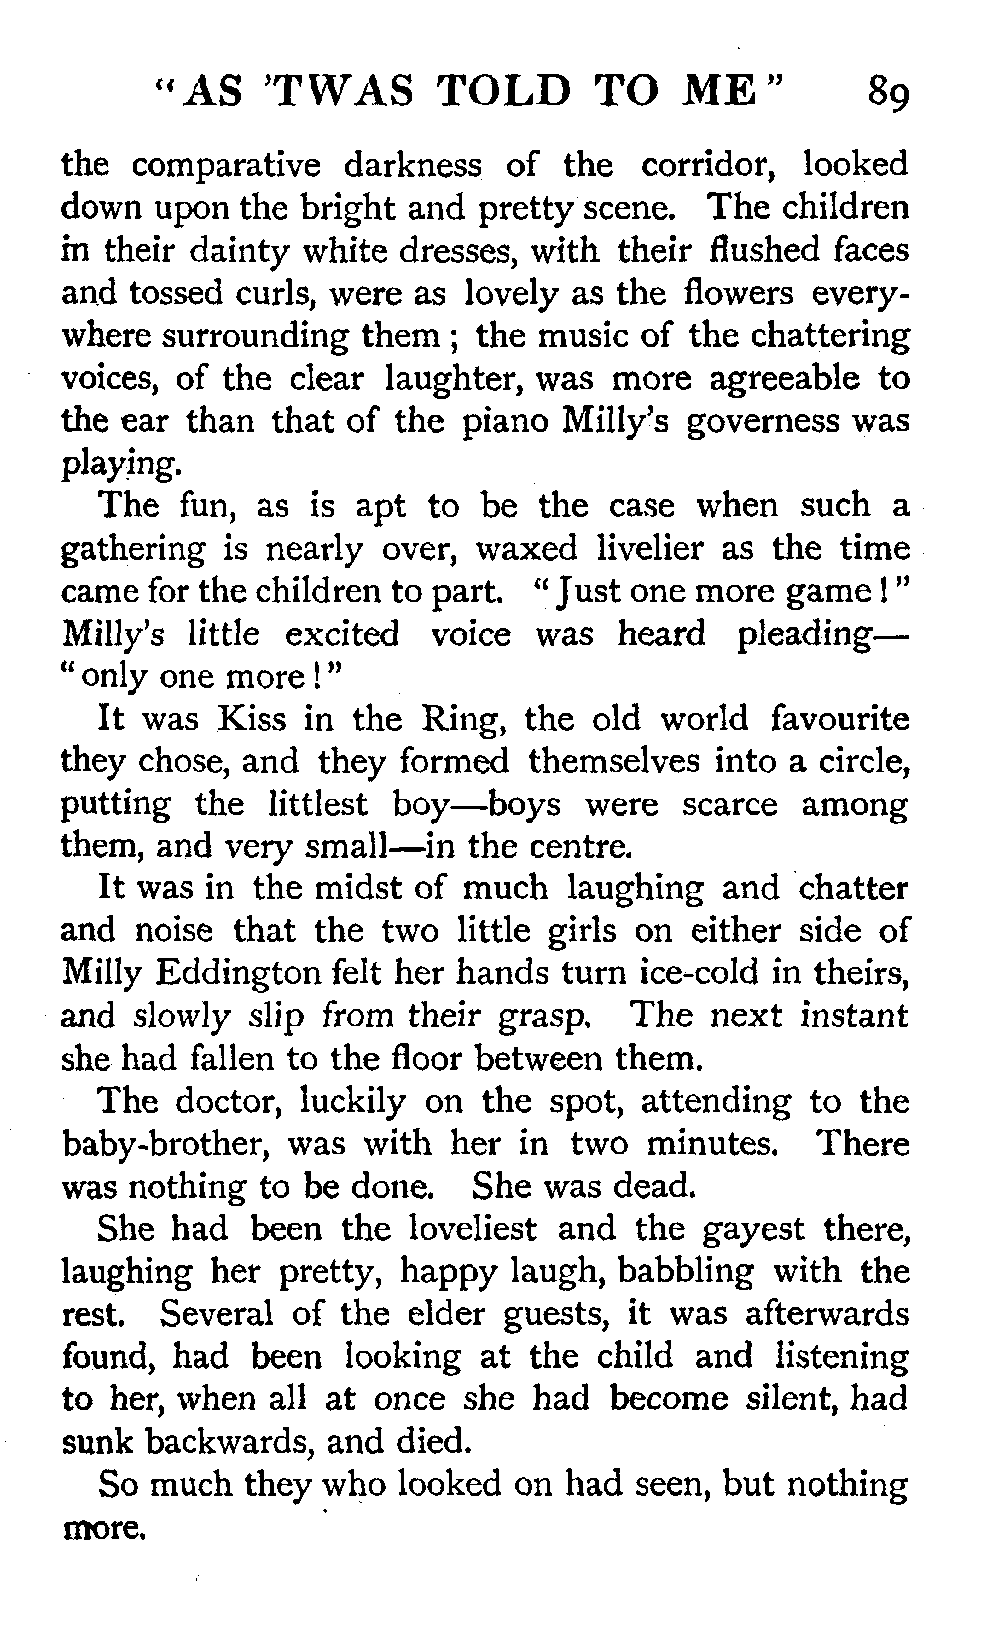 "AS 'TWAS TOLD TO ME" 89
the comparative darkness of the corridor, looked
down upon the bright and pretty scene. The children
in their dainty white dresses, with their flushed faces
and tossed curls, were as lovely as the flowers every-
where surrounding them ; the music of the chattering
voices, of the clear laughter, was more agreeable to
the ear than that of the piano Milly's governess was
playing.
The fun, as is apt to be the case when such a
gathering is nearly over, waxed livelier as the time
came for the children to part. "Just one more game!"
Milly's little excited voice was heard pleading—
"only one more!"
It was Kiss in the Ring, the old world favourite
they chose, and they formed themselves into a circle,
putting the littlest boy—boys were scarce among
them, and very small—in the centre.
It was in the midst of much laughing and chatter
and noise that the two little girls on either side of
Milly Eddington felt her hands turn ice-cold in theirs,
and slowly slip from their grasp. The next instant
she had fallen to the floor between them.
The doctor, luckily on the spot, attending to the
baby-brother, was with her in two minutes. There
was nothing to be done. She was dead.
She had been the loveliest and the gayest there,
laughing her pretty, happy laugh, babbling with the
rest. Several of the elder guests, it was afterwards
found, had been looking at the child and listening
to her, when all at once she had become silent, had
sunk backwards, and died.
So much they who looked on had seen, but nothing
more.